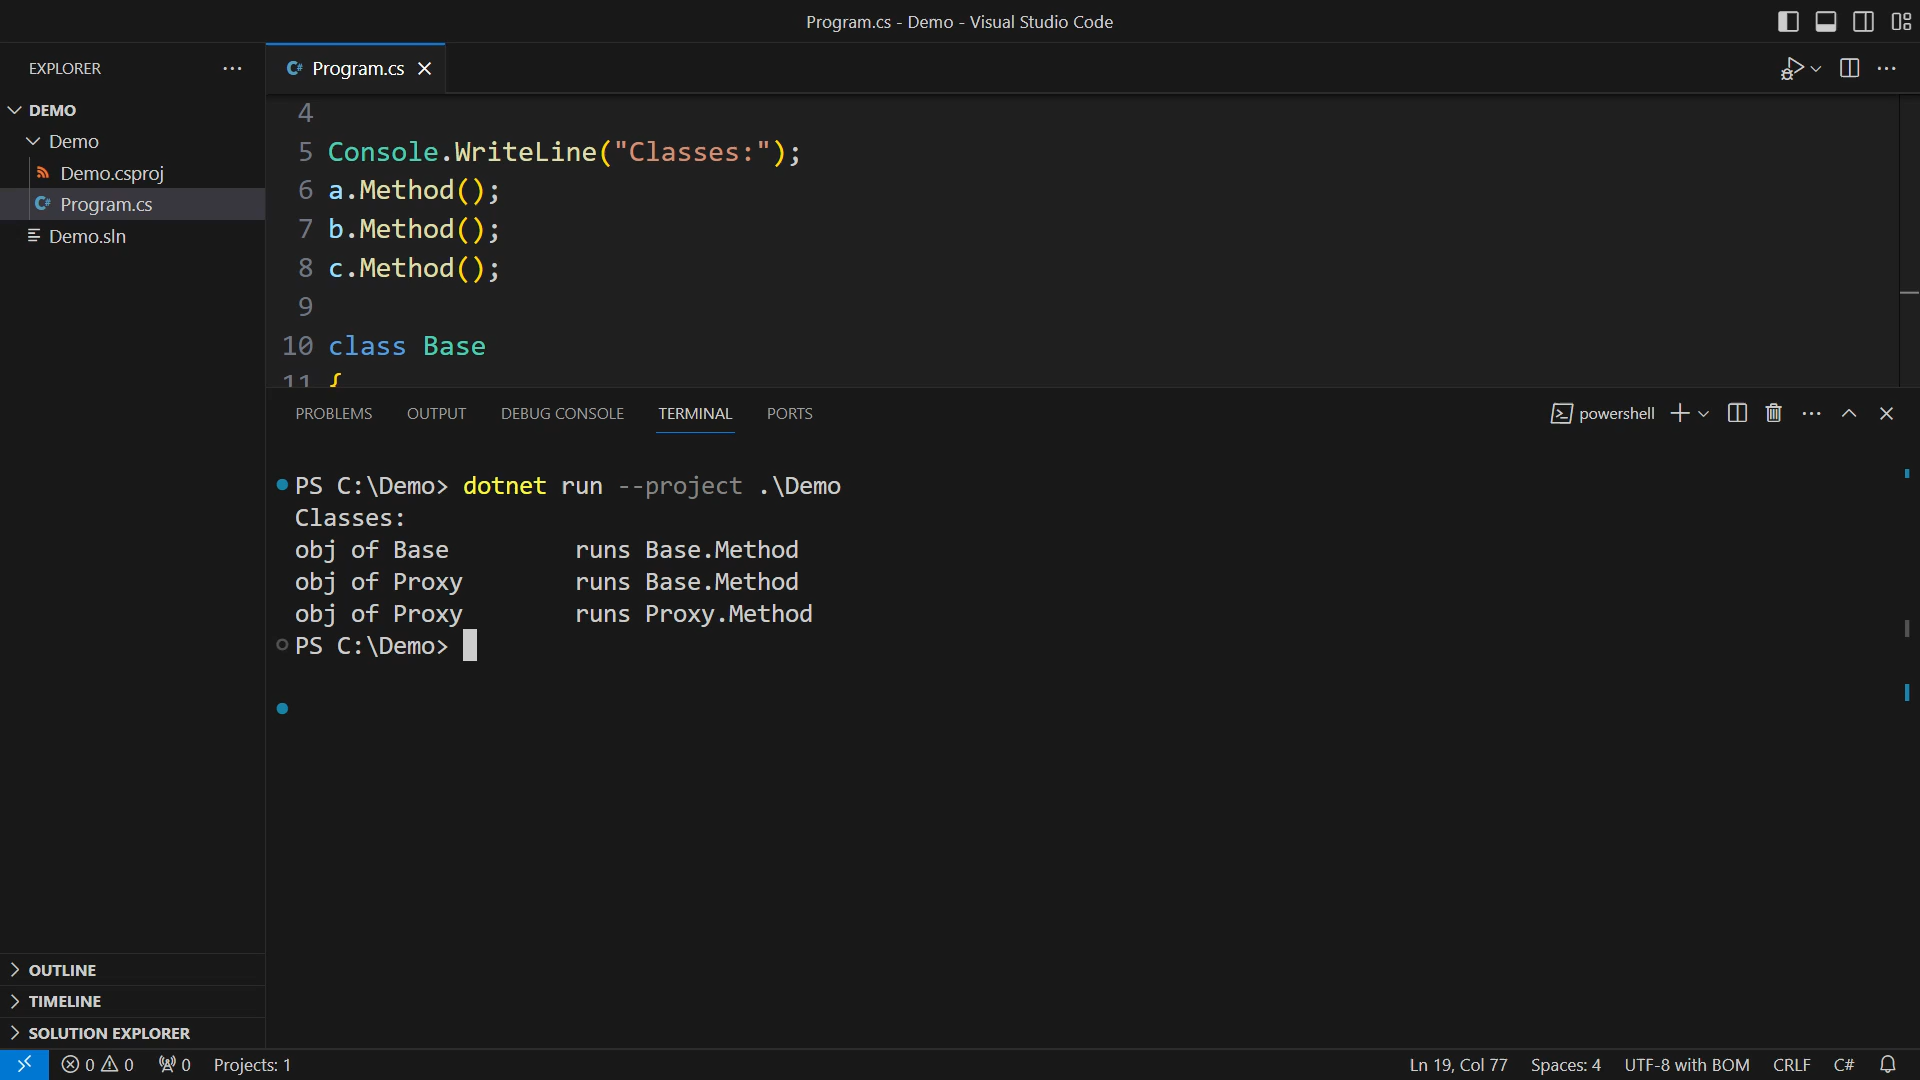 Program.cs - Demo - Visual Studio Code
EXPLORER
DEMO
Demo
Demo.csproj
C# Program.cs
Demo.sln
OUTLINE
TIMELINE
SOLUTION EXPLORER
C# Program.cs
4
5 Console.WriteLine("Classes:");
6 a.Method();
7 b.Method();
8 c.Method();
9
10 class Base
11 {
PROBLEMS OUTPUT DEBUG CONSOLE TERMINAL PORTS
powershell
PS C:\Demo> dotnet run --project .\Demo
Classes:
obj of Base runs Base.Method
obj of Proxy runs Base.Method
obj of Proxy runs Proxy.Method
PS C:\Demo>
0 0 0 Projects: 1
Ln 19, Col 77 Spaces: 4 UTF-8 with BOM CRLF C#